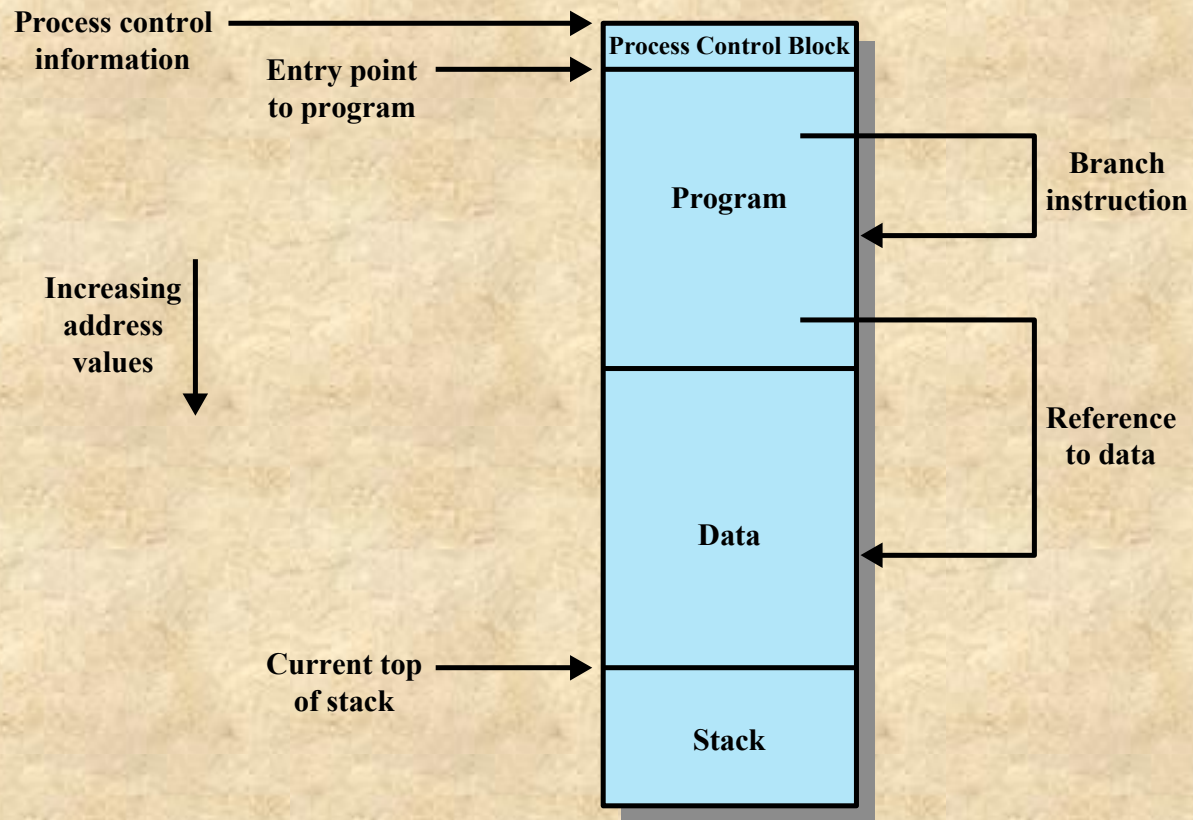 Process control
information
Process Control Block
Entry point
to program
Branch
instruction
Program
Increasing
address
values
Reference
to data
Data
Current top
of stack
Stack